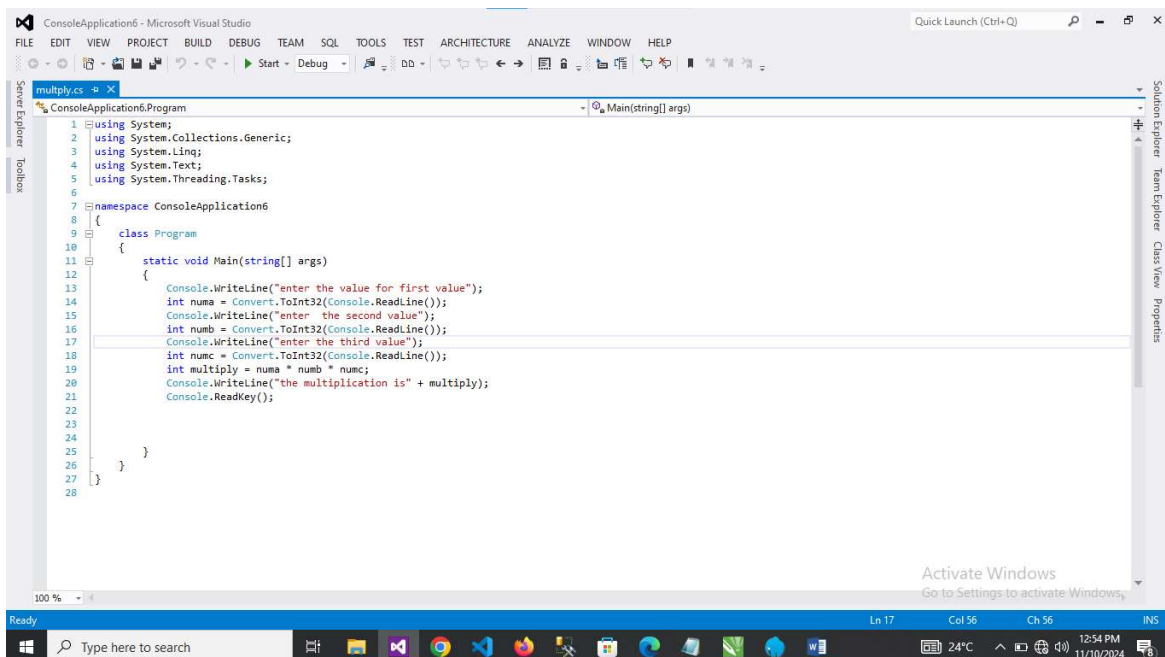 ConsoleApplication6 - Microsoft Visual Studio
Quick Launch (Ctrl+Q)
FILE EDIT VIEW PROJECT BUILD DEBUG TEAM SQL TOOLS TEST ARCHITECTURE ANALYZE WINDOW HELP
Start Debug
Server Explorer
Toolbox
multply.cs
ConsoleApplication6.Program
Main(string[] args)
1 using System;
2 using System.Collections.Generic;
3 using System.Linq;
4 using System.Text;
5 using System.Threading.Tasks;
6
7 namespace ConsoleApplication6
8 {
9 class Program
10 {
11 static void Main(string[] args)
12 {
13 Console.WriteLine("enter the value for first value");
14 int numa = Convert.ToInt32(Console.ReadLine());
15 Console.WriteLine("enter  the second value");
16 int numb = Convert.ToInt32(Console.ReadLine());
17 Console.WriteLine("enter the third value");
18 int numc = Convert.ToInt32(Console.ReadLine());
19 int multiply = numa * numb * numc;
20 Console.WriteLine("the multiplication is" + multiply);
21 Console.ReadKey();
22
23
24
25 }
26 }
27 }
28
Solution Explorer
Team Explorer
Class View
Properties
Activate Windows
Go to Settings to activate Windows.
100 %
Ready
Ln 17 Col 56 Ch 56 INS
Type here to search
24°C
12:54 PM
11/10/2024
8